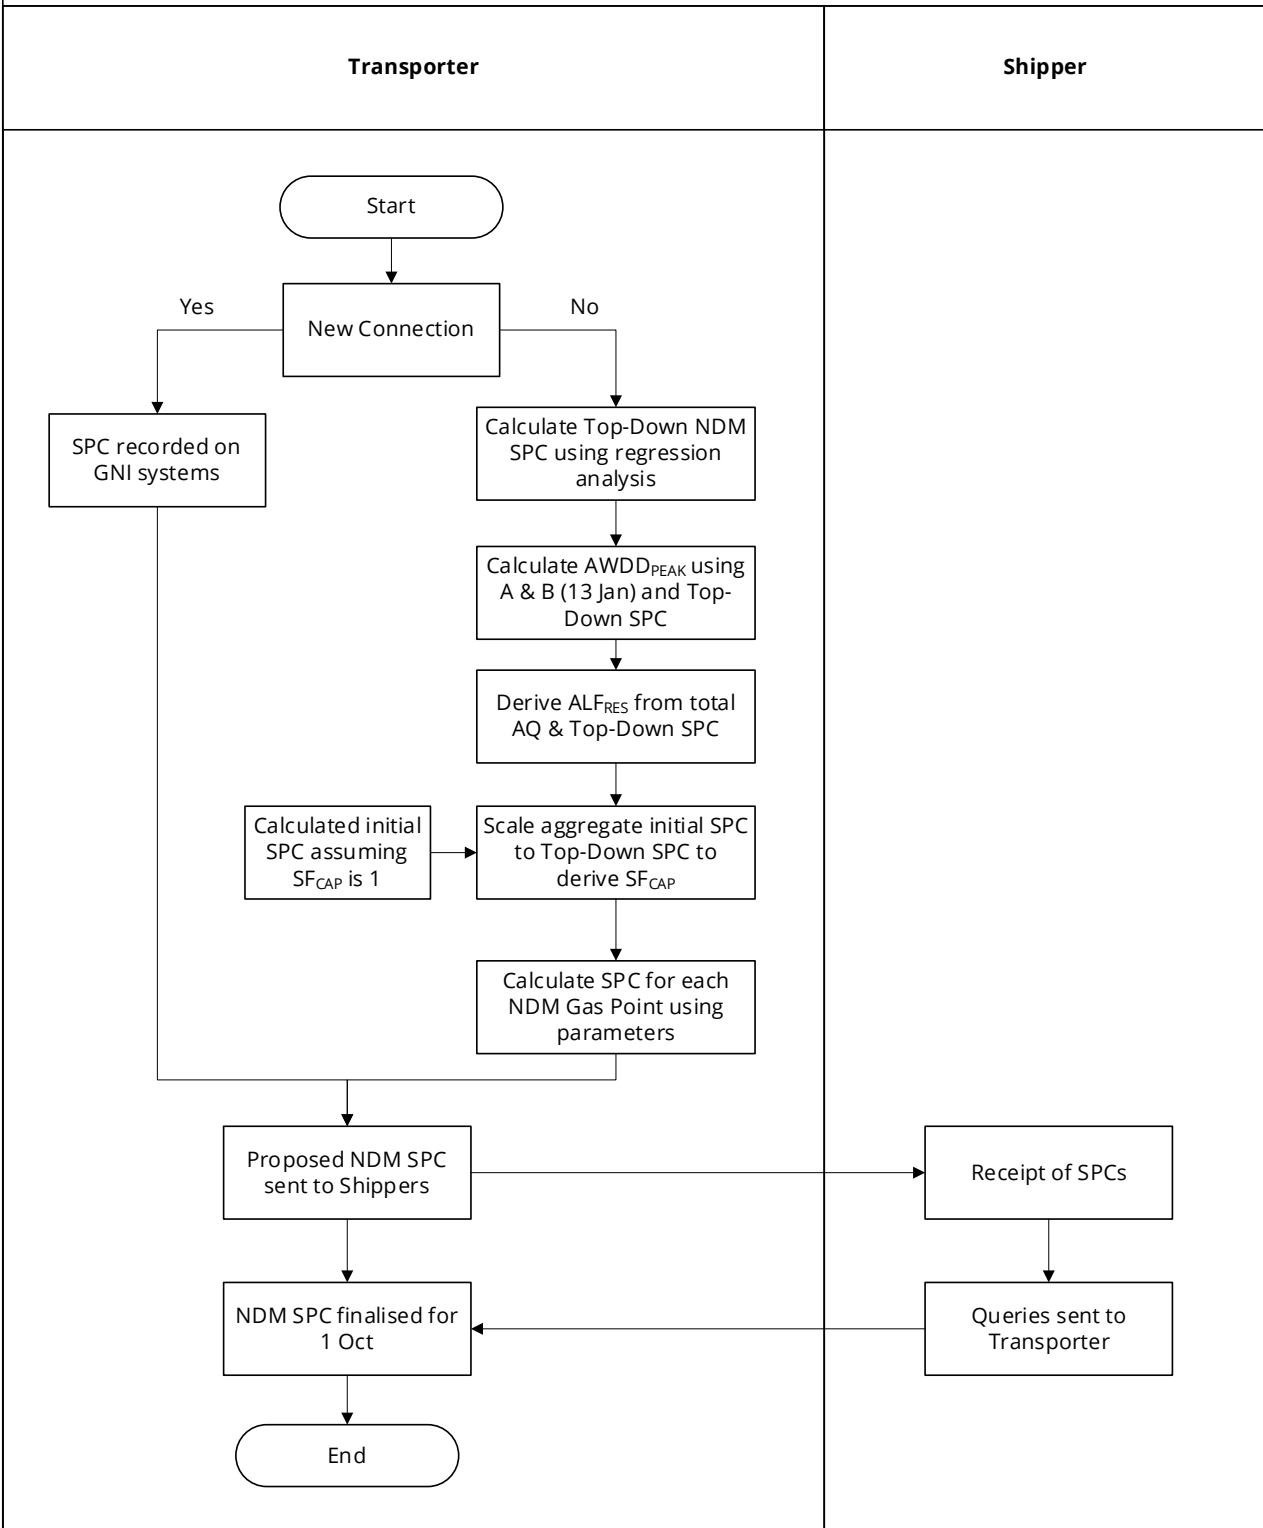 Transporter
Shipper
Start
Yes
No
New Connection
SPC recorded on
GNI systems
Calculate Top-Down NDM
SPC using regression
analysis
Calculate AWDDPEAK using
A & B (13 Jan) and Top-
Down SPC
Derive ALFRES from total
AQ & Top-Down SPC
Calculated initial
SPC assuming
SFCAP is 1
Scale aggregate initial SPC
to Top-Down SPC to
derive SFCAP
Calculate SPC for each
NDM Gas Point using
parameters
Proposed NDM SPC
sent to Shippers
Receipt of SPCs
NDM SPC finalised for
1 Oct
Queries sent to
Transporter
End